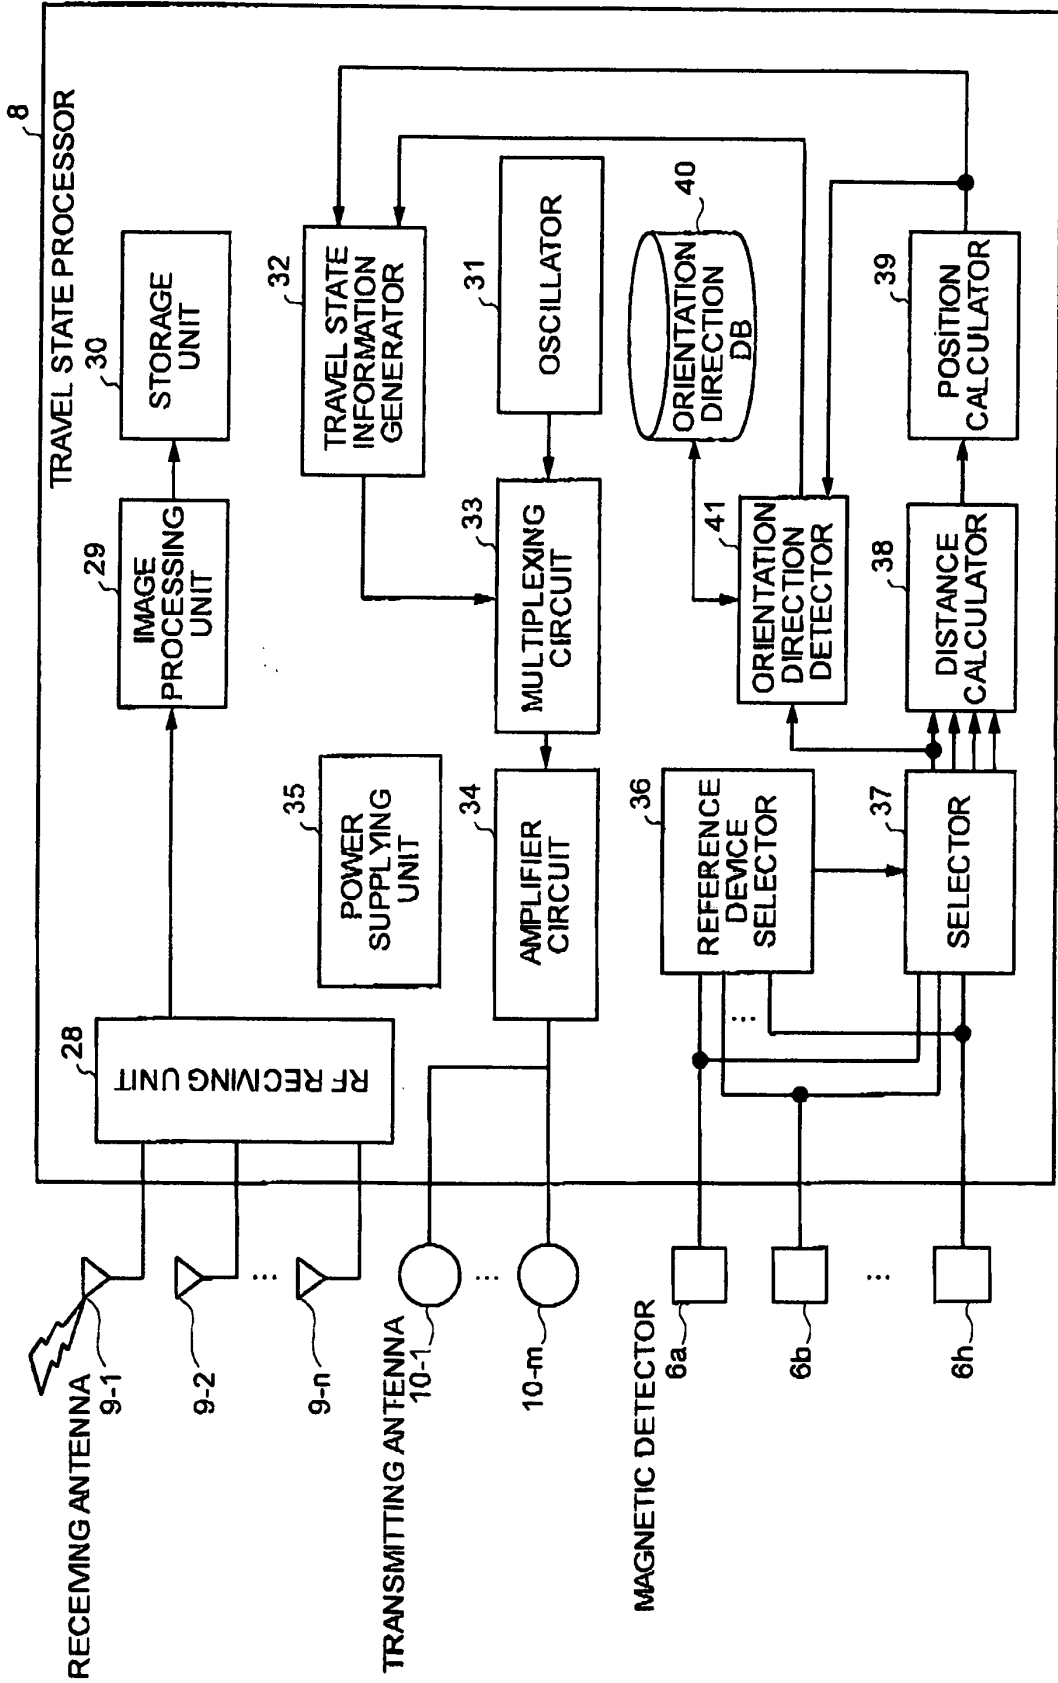 8
TRAVEL STATE PROCESSOR
RECEIVING ANTENNA
9-1
9-2
...
9-n
28
RF RECIVING UNIT
29
IMAGE
PROCESSING
UNIT
30
STORAGE
UNIT
35
POWER
SUPPLYING
UNIT
32
TRAVEL STATE
INFORMATION
GENERATOR
TRANSMITTING ANTENNA
10-1
...
10-m
34
AMPLIFIER
CIRCUIT
33
MULTIPLEXING
CIRCUIT
31
OSCILLATOR
MAGNETIC DETECTOR
6a
6b
...
6h
36
REFERENCE
DEVICE
SELECTOR
...
41
ORIENTATION
DIRECTION
DETECTOR
40
ORIENTATION
DIRECTION
DB
37
SELECTOR
38
DISTANCE
CALCULATOR
39
POSITION
CALCULATOR